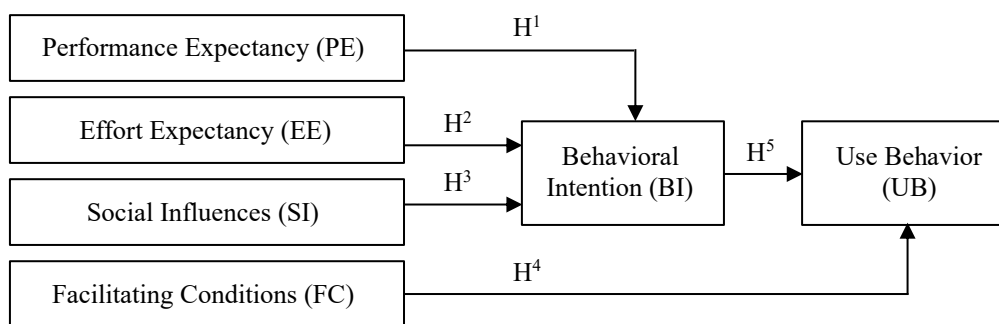 Performance Expectancy (PE)
H¹
Effort Expectancy (EE)
H²
Social Influences (SI)
H³
Behavioral
Intention (BI)
H⁵
Use Behavior
(UB)
Facilitating Conditions (FC)
H⁴